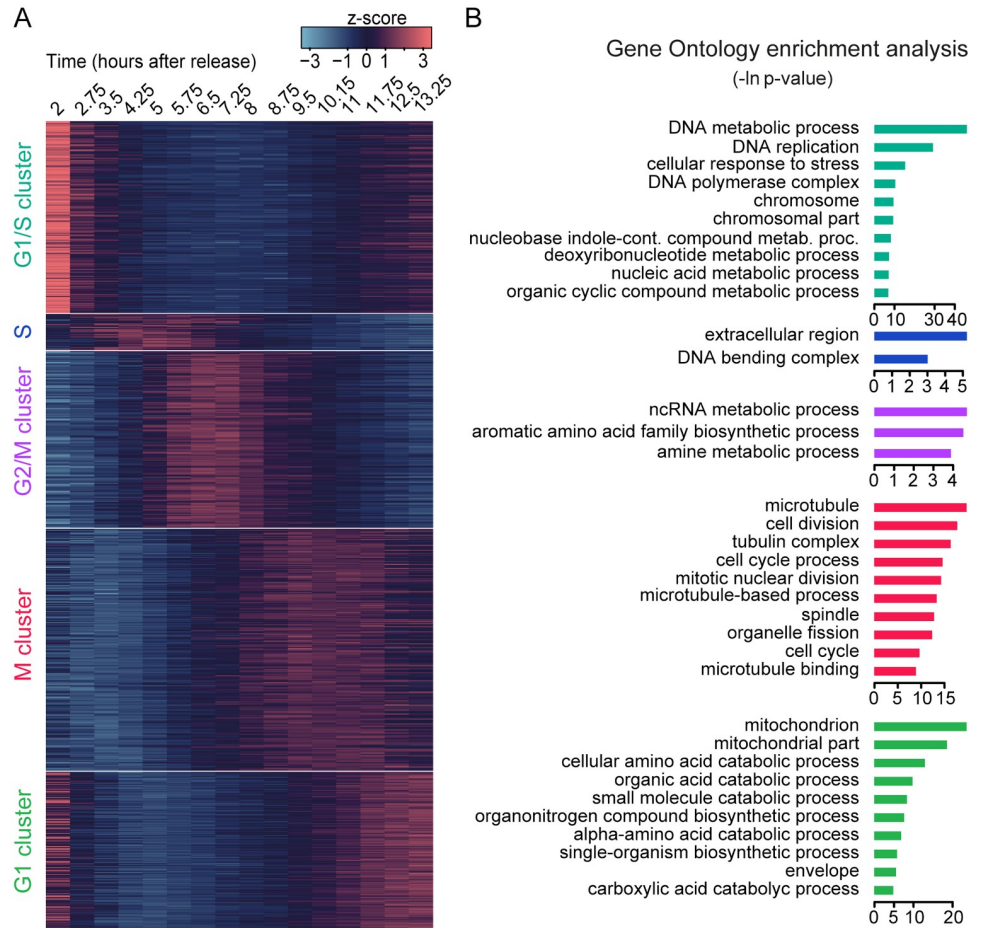 A
z-score
−3 −1 0 1 3
Time (hours after release)
2 2.75 3.5 4.25 5 5.75 6.5 7.25 8 8.75 9.5 10.15 11 11.75 12.5 13.25
G1/S cluster
S
G2/M cluster
M cluster
G1 cluster
B
Gene Ontology enrichment analysis
(-ln p-value)
DNA metabolic process
DNA replication
cellular response to stress
DNA polymerase complex
chromosome
chromosomal part
nucleobase indole-cont. compound metab. proc.
deoxyribonucleotide metabolic process
nucleic acid metabolic process
organic cyclic compound metabolic process
0 10 30 40
extracellular region
DNA bending complex
0 1 2 3 4 5
ncRNA metabolic process
aromatic amino acid family biosynthetic process
amine metabolic process
0 1 2 3 4
microtubule
cell division
tubulin complex
cell cycle process
mitotic nuclear division
microtubule-based process
spindle
organelle fission
cell cycle
microtubule binding
0 5 10 15
mitochondrion
mitochondrial part
cellular amino acid catabolic process
organic acid catabolic process
small molecule catabolic process
organonitrogen compound biosynthetic process
alpha-amino acid catabolic process
single-organism biosynthetic process
envelope
carboxylic acid catabolyc process
0 5 10 20